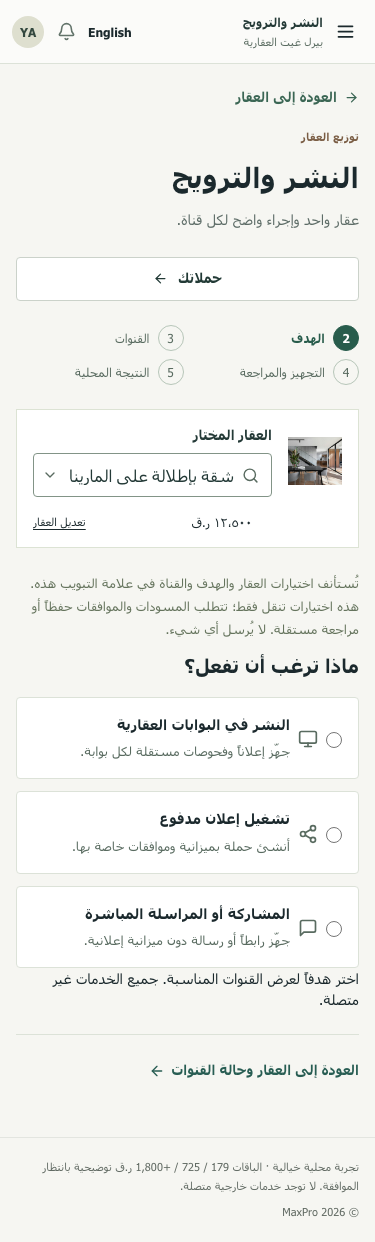 النشر والترويج
بيرل غيت العقارية
English
YA
العودة إلى العقار
توزيع العقار
النشر والترويج
عقار واحد وإجراء واضح لكل قناة.
حملاتك
2 الهدف
3 القنوات
4 التجهيز والمراجعة
5 النتيجة المحلية
العقار المختار
شقة بإطلالة على المارينا
١٢،٥٠٠ ر.ق
تعديل العقار
تُستأنف اختيارات العقار والهدف والقناة في علامة التبويب هذه.
هذه اختيارات تنقل فقط؛ تتطلب المسودات والموافقات حفظاً أو
مراجعة مستقلة. لا يُرسل أي شيء.
ماذا ترغب أن تفعل؟
النشر في البوابات العقارية
جهّز إعلاناً وفحوصات مستقلة لكل بوابة.
تشغيل إعلان مدفوع
أنشئ حملة بميزانية وموافقات خاصة بها.
المشاركة أو المراسلة المباشرة
جهّز رابطاً أو رسالة دون ميزانية إعلانية.
اختر هدفاً لعرض القنوات المناسبة. جميع الخدمات غير
متصلة.
العودة إلى العقار وحالة القنوات
تجربة محلية خيالية · الباقات 179 / 725 / +1,800 ر.ق توضيحية بانتظار
الموافقة. لا توجد خدمات خارجية متصلة.
© 2026 MaxPro